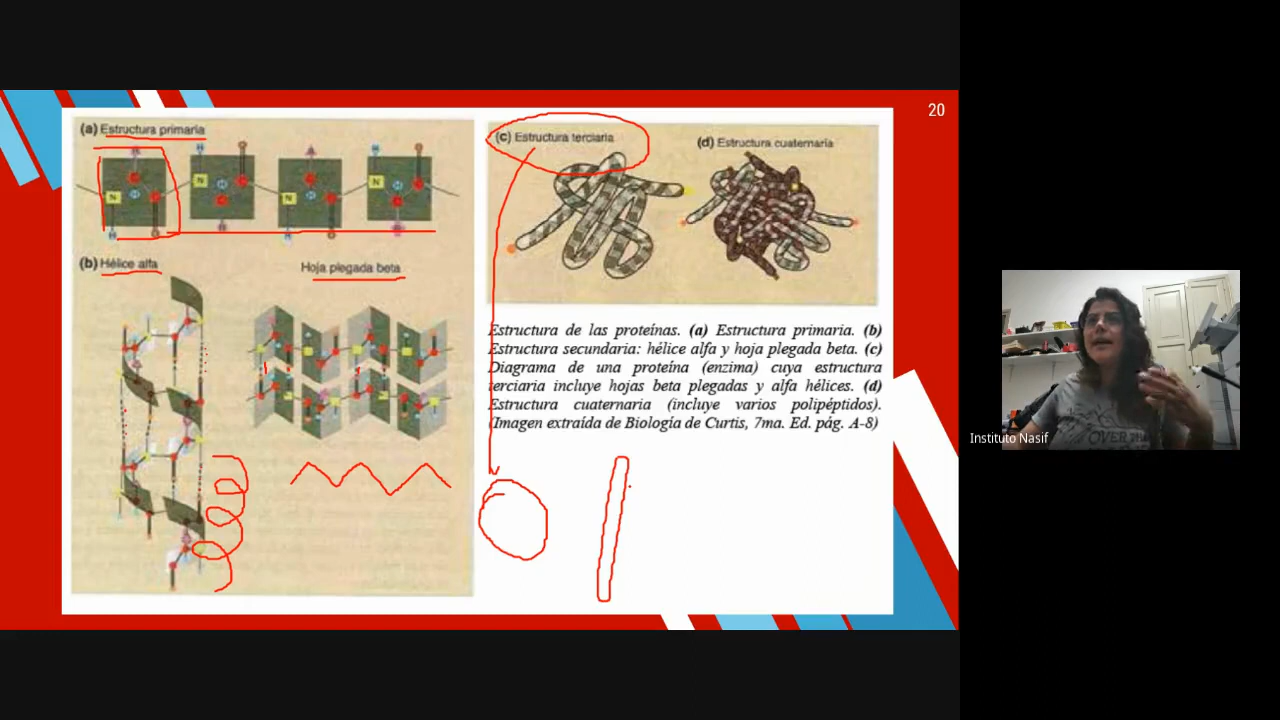 20
(a) Estructura primaria
(c) Estructura terciaria
(d) Estructura cuaternaria
N
N
N
N
(b) Hélice alfa
Hoja plegada beta
Estructura de las proteínas. (a) Estructura primaria. (b)
Estructura secundaria: hélice alfa y hoja plegada beta. (c)
Diagrama de una proteína (enzima) cuya estructura
terciaria incluye hojas beta plegadas y alfa hélices. (d)
Estructura cuaternaria (incluye varios polipéptidos).
(Imagen extraída de Biología de Curtis, 7ma. Ed. pág. A-8)
OVER THE
Instituto Nasif